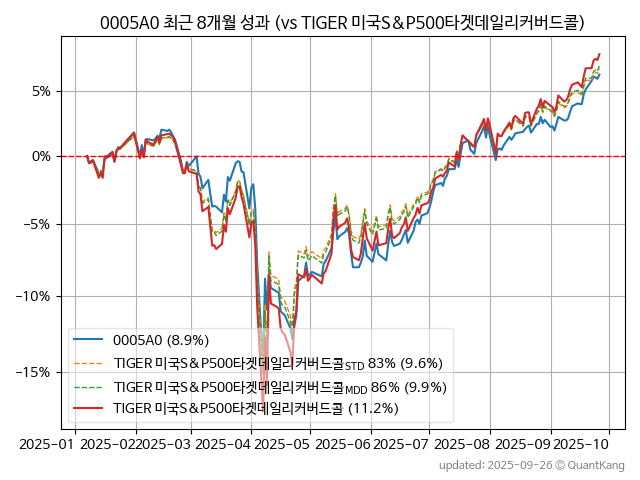 0005A0 최근 8개월 성과 (vs TIGER 미국S&P500타겟데일리커버드콜)
5%
0%
−5%
−10%
−15%
0005A0 (8.9%)
TIGER 미국S&P500타겟데일리커버드콜STD 83% (9.6%)
TIGER 미국S&P500타겟데일리커버드콜MDD 86% (9.9%)
TIGER 미국S&P500타겟데일리커버드콜 (11.2%)
2025-01 2025-02 2025-03 2025-04 2025-05 2025-06 2025-07 2025-08 2025-09 2025-10
updated: 2025-09-26 © QuantKang